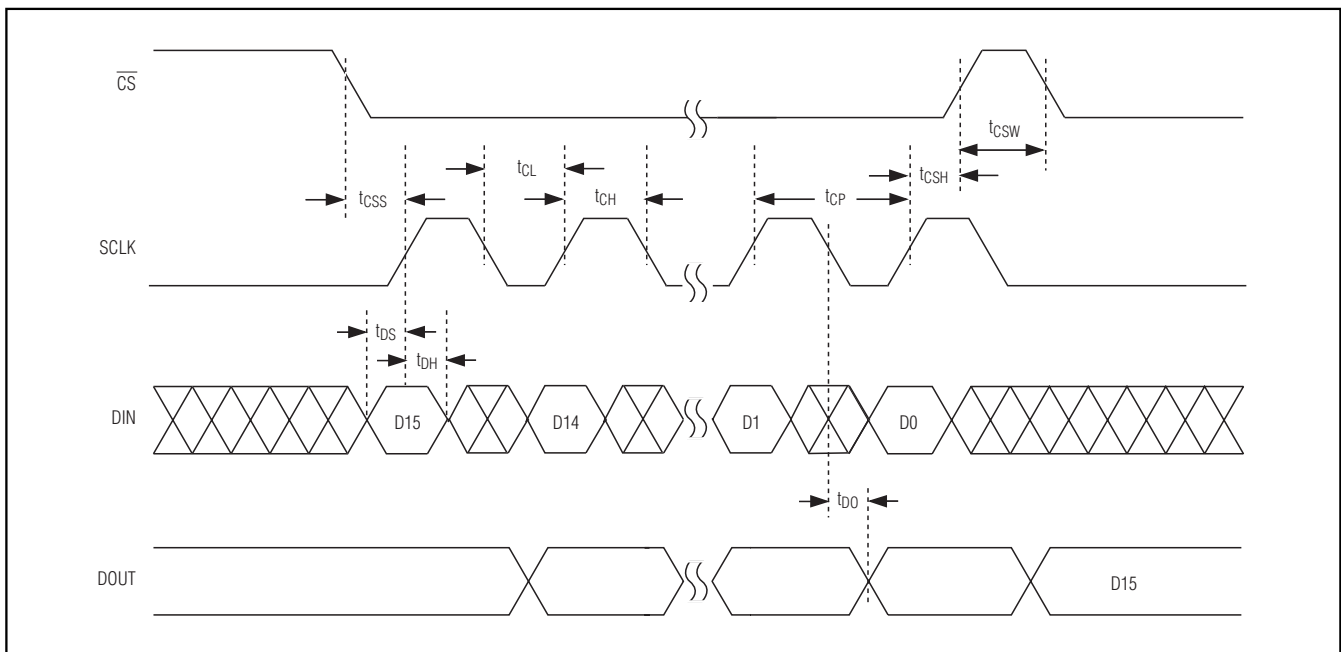 CS
tCSW
tCL
tCSH
tCSS
tCH
tCP
SCLK
tDS
tDH
DIN
D15
D14
D1
D0
tDO
DOUT
D15